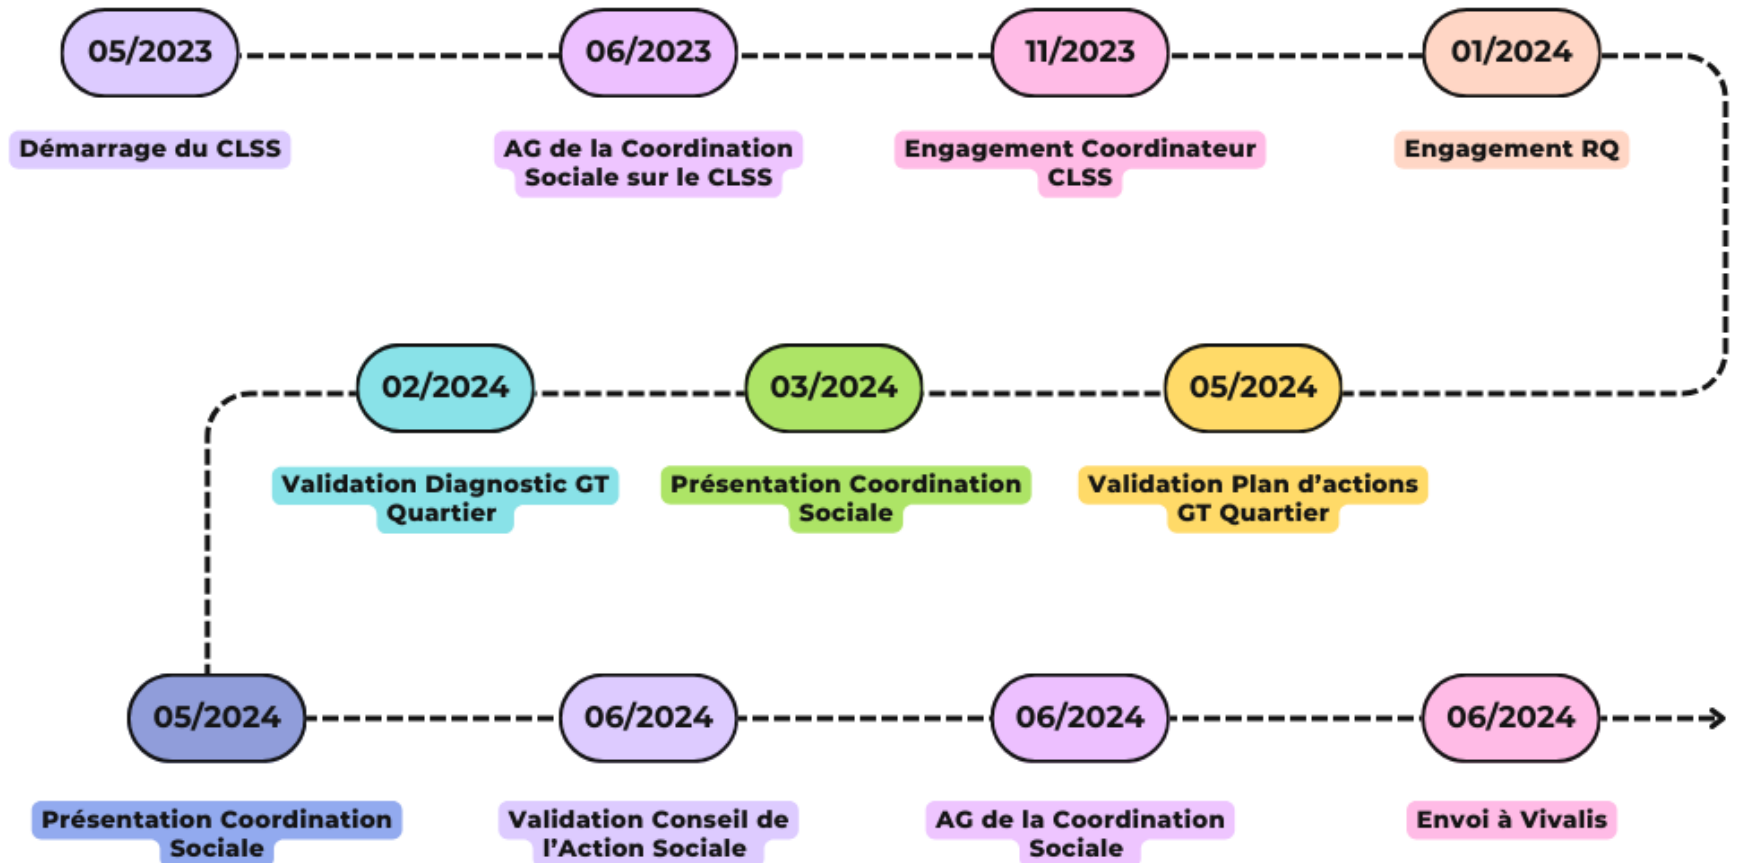 05/2023
06/2023
11/2023
01/2024
Démarrage du CLSS
AG de la Coordination
Sociale sur le CLSS
Engagement Coordinateur
CLSS
Engagement RQ
02/2024
03/2024
05/2024
Validation Diagnostic GT
Quartier
Présentation Coordination
Sociale
Validation Plan d’actions
GT Quartier
05/2024
06/2024
06/2024
06/2024
Présentation Coordination
Sociale
Validation Conseil de
l’Action Sociale
AG de la Coordination
Sociale
Envoi à Vivalis